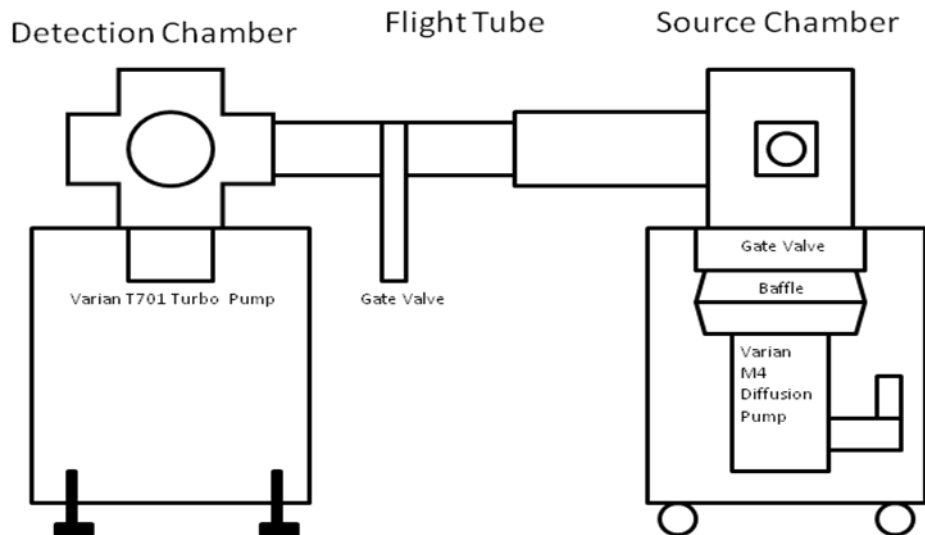 Detection Chamber
Flight Tube
Source Chamber
Gate Valve
Baffle
Varian T701 Turbo Pump
Gate Valve
Varian
M4
Diffusion
Pump